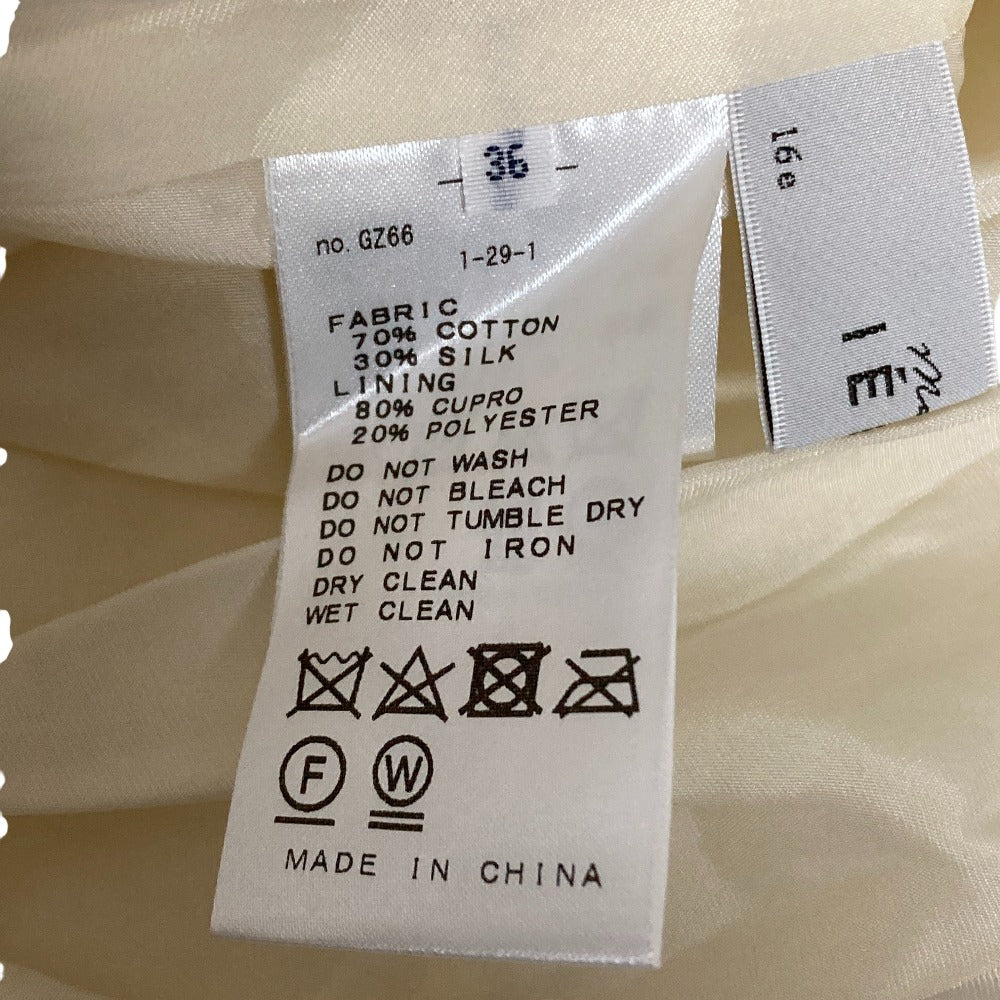 36
no. GZ66
1-29-1
FABRIC
70% COTTON
30% SILK
LINING
80% CUPRO
20% POLYESTER
DO NOT WASH
DO NOT BLEACH
DO NOT TUMBLE DRY
DO NOT IRON
DRY CLEAN
WET CLEAN
F W
MADE IN CHINA